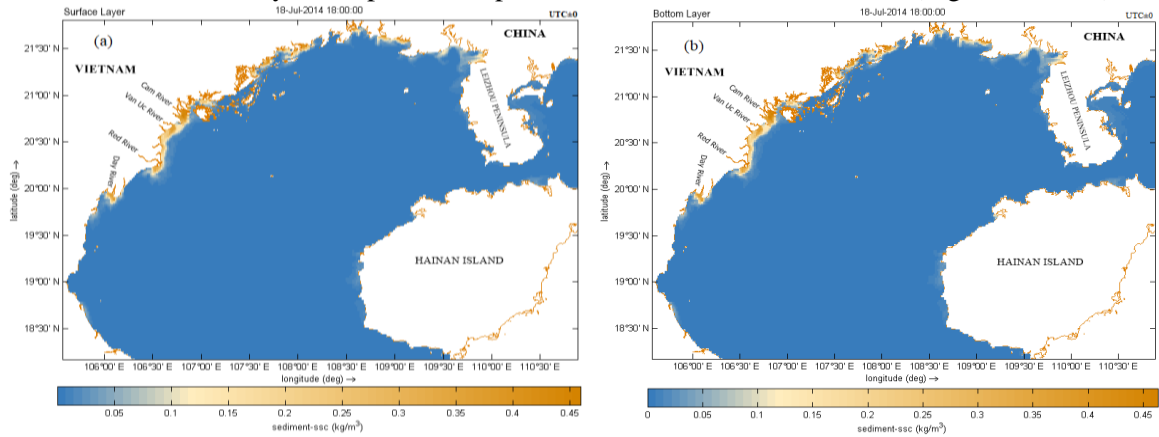 Surface Layer
18-Jul-2014 18:00:00
UTC±0
(a)
CHINA
VIETNAM
Cam River
Van Uc River
Red River
Day River
LEIZHOU PENINSULA
HAINAN ISLAND
21°30' N
21°00' N
20°30' N
20°00' N
19°30' N
19°00' N
18°30' N
latitude (deg) →
106°00' E
106°30' E
107°00' E
107°30' E
108°00' E
108°30' E
109°00' E
109°30' E
110°00' E
110°30' E
longitude (deg) →
0.05 0.1 0.15 0.2 0.25 0.3 0.35 0.4 0.45
sediment-ssc (kg/m³)
Bottom Layer
18-Jul-2014 18:00:00
UTC±0
(b)
CHINA
VIETNAM
Cam River
Van Uc River
Red River
Day River
LEIZHOU PENINSULA
HAINAN ISLAND
21°30' N
21°00' N
20°30' N
20°00' N
19°30' N
19°00' N
18°30' N
latitude (deg) →
106°00' E
106°30' E
107°00' E
107°30' E
108°00' E
108°30' E
109°00' E
109°30' E
110°00' E
110°30' E
longitude (deg) →
0 0.05 0.1 0.15 0.2 0.25 0.3 0.35 0.4 0.45
sediment-ssc (kg/m³)